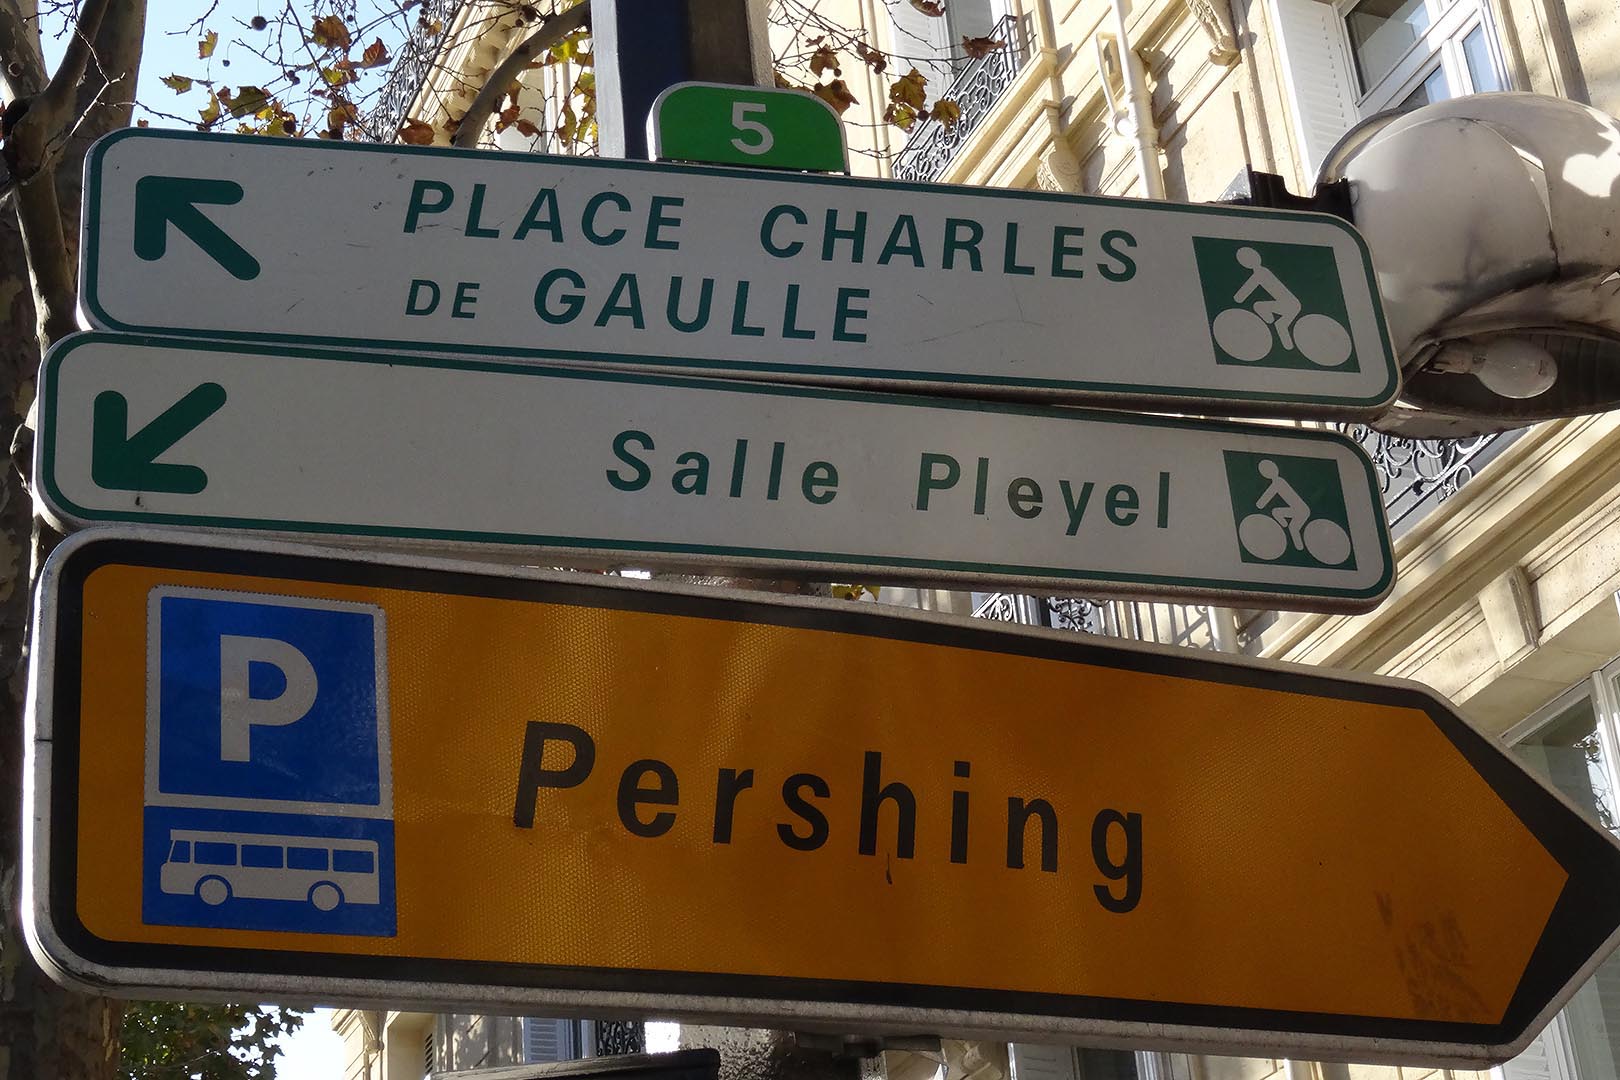 5
PLACE CHARLES
DE GAULLE
Salle Pleyel
P
Pershing